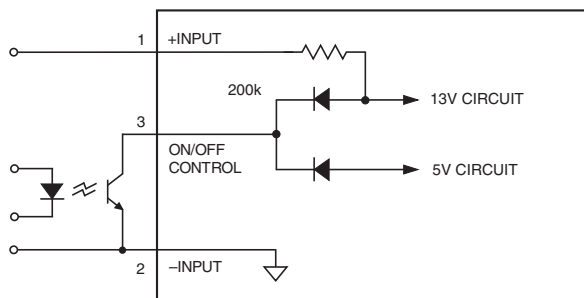 1 +INPUT
200k
13V CIRCUIT
3
ON/OFF
CONTROL
5V CIRCUIT
2 –INPUT